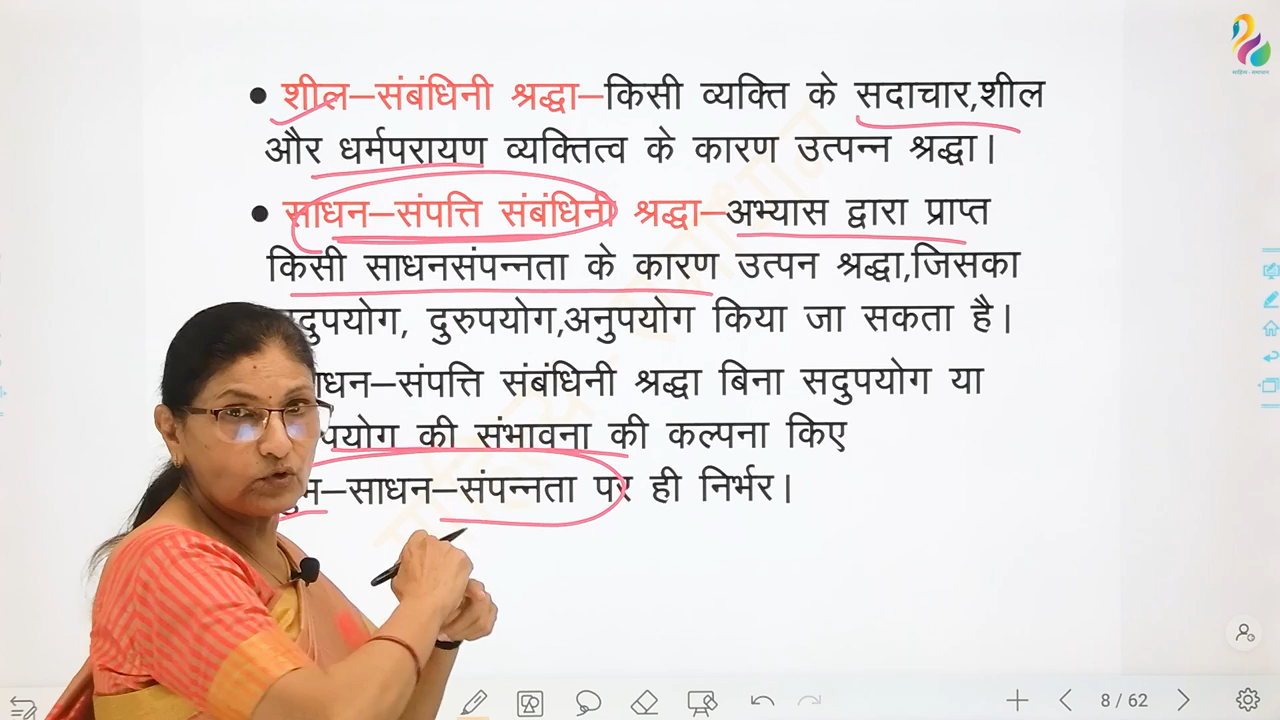 • शील–संबंधिनी श्रद्धा–किसी व्यक्ति के सदाचार,शील
और धर्मपरायण व्यक्तित्व के कारण उत्पन्न श्रद्धा।
• साधन–संपत्ति संबंधिनी श्रद्धा–अभ्यास द्वारा प्राप्त
किसी साधनसंपन्नता के कारण उत्पन श्रद्धा,जिसका
दुरुपयोग,अनुपयोग किया जा सकता है।
संपत्ति संबंधिनी श्रद्धा बिना सदुपयोग या
की संभावना की कल्पना किए
साधन–संपन्नता पर ही निर्भर।
8 / 62